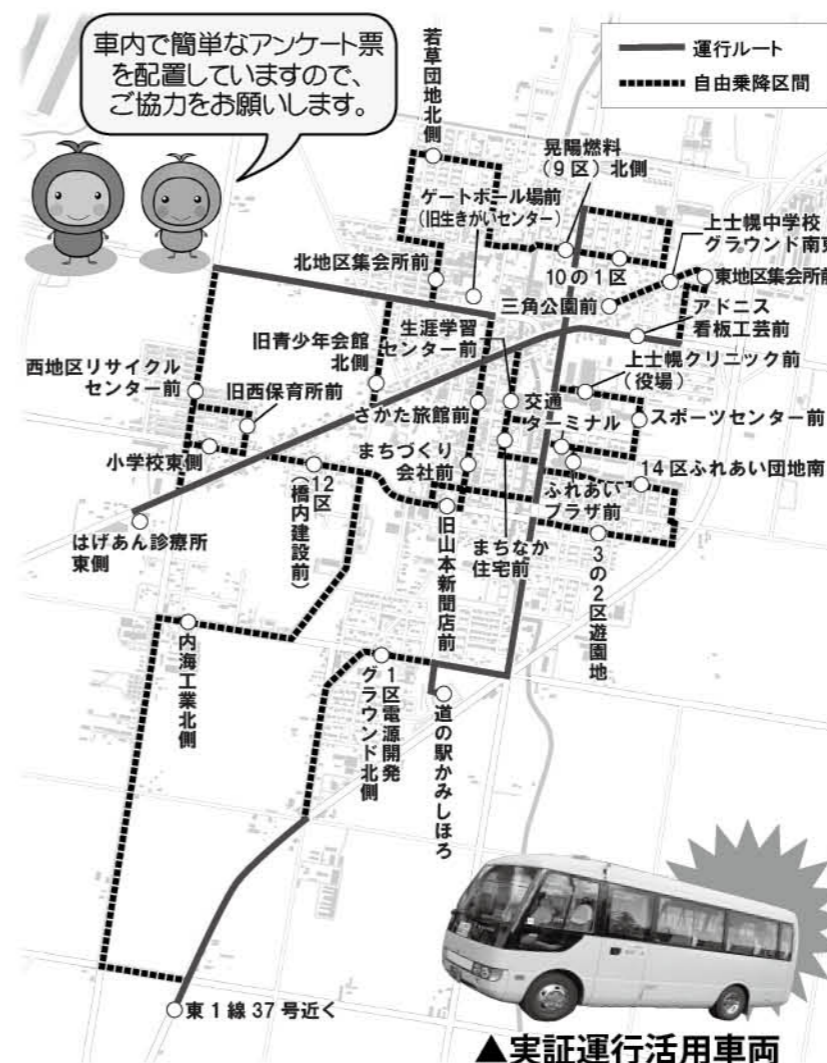 車内で簡単なアンケート票
を配置していますので、
ご協力をお願いします。
運行ルート
自由乗降区間
若草団地北側
晃陽燃料
(9区)北側
ゲートボール場前
(旧生きがいセンター)
上士幌中学校
グラウンド南東
北地区集会所前
10の1区
東地区集会所前
三角公園前
アドニス
看板工芸前
旧青少年会館
北側
生涯学習
センター前
上士幌クリニック前
(役場)
西地区リサイクル
センター前
旧西保育所前
さかた旅館前
交通
ターミナル
スポーツセンター前
小学校東側
まちづくり
会社前
14区ふれあい団地南
12区
(橋内建設前)
ふれあい
プラザ前
はげあん診療所
東側
旧山本新聞店前
まちなか
住宅前
3の2区遊園地
内海工業北側
1区電源開発
グラウンド北側
道の駅かみしほろ
東1線37号近く
▲実証運行活用車両